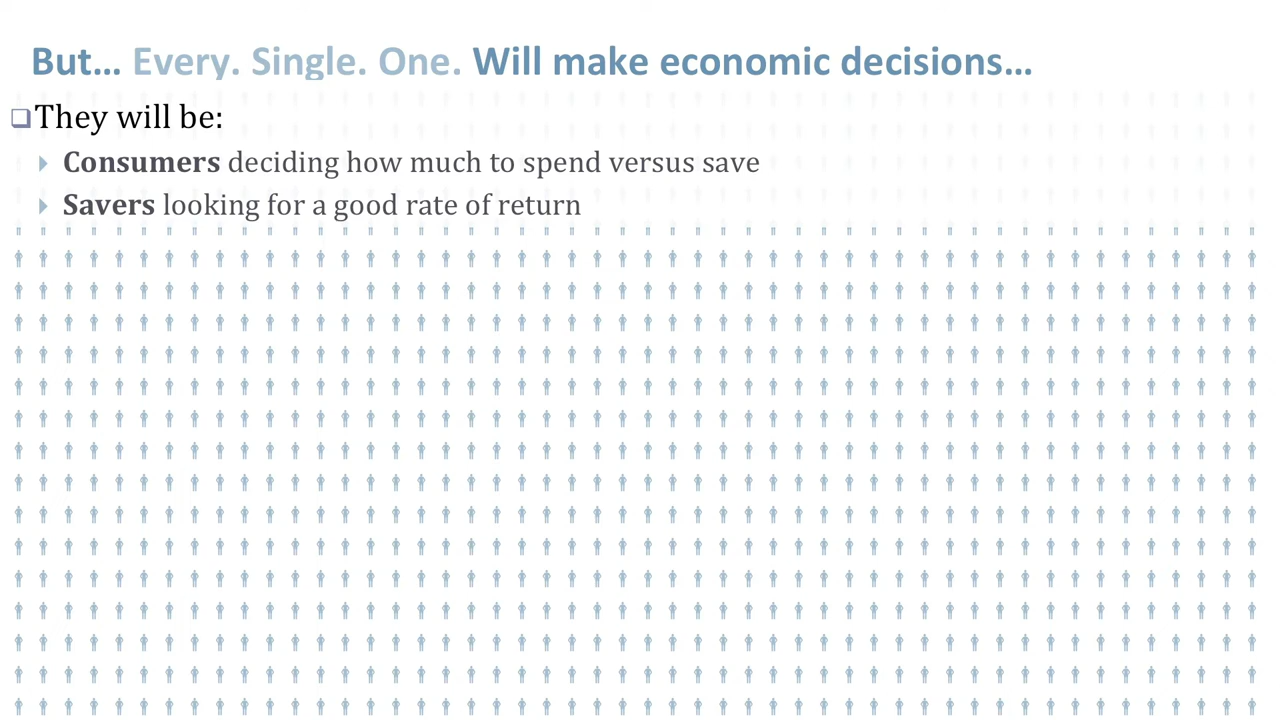 But... Every. Single. One. Will make economic decisions...
They will be:
Consumers deciding how much to spend versus save
Savers looking for a good rate of return